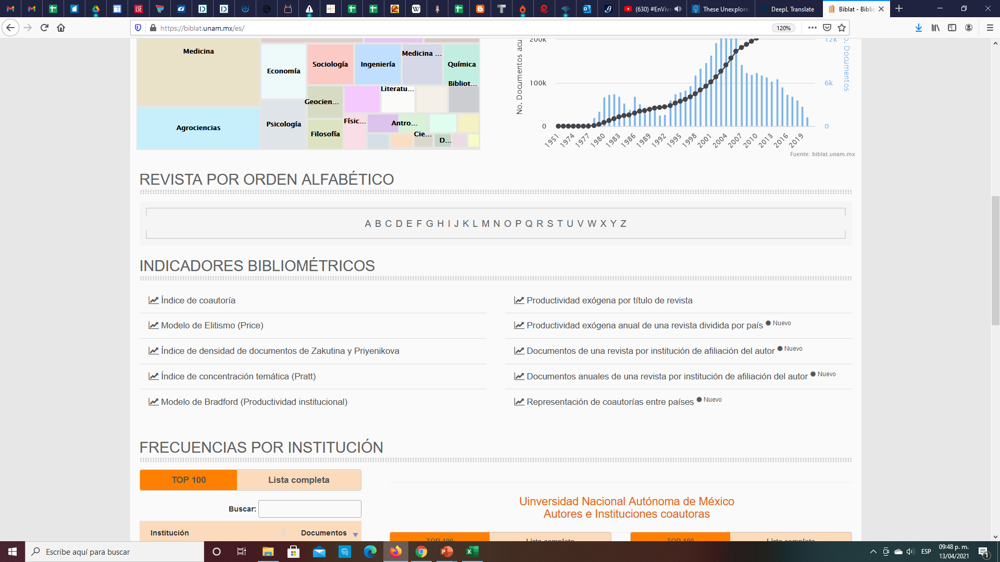 (630) #EnVivo
These Unexplore
DeepL Translate
Biblat - Biblio
https://biblat.unam.mx/es/
120%
Medicina
Economía
Sociología
Ingeniería
Medicina ...
Química
Bibliot...
Literatu...
Geocien...
Agrociencias
Psicología
Filosofía
Físic...
Antro...
Cie...
D...
No. Documentos acu
200k
100k
0
12k
6k
0
o. Documentos
1951
1974
1977
1980
1983
1986
1989
1992
1995
1998
2001
2004
2007
2010
2013
2016
2019
Fuente: biblat.unam.mx
REVISTA POR ORDEN ALFABÉTICO
A B C D E F G H I J K L M N O P Q R S T U V W X Y Z
INDICADORES BIBLIOMÉTRICOS
Índice de coautoría
Modelo de Elitismo (Price)
Índice de densidad de documentos de Zakutina y Priyenikova
Índice de concentración temática (Pratt)
Modelo de Bradford (Productividad institucional)
Productividad exógena por título de revista
Productividad exógena anual de una revista dividida por país Nuevo
Documentos de una revista por institución de afiliación del autor Nuevo
Documentos anuales de una revista por institución de afiliación del autor Nuevo
Representación de coautorías entre países Nuevo
FRECUENCIAS POR INSTITUCIÓN
TOP 100
Lista completa
Buscar:
Institución
Documentos
Uinversidad Nacional Autónoma de México
Autores e Instituciones coautoras
TOP 100
Lista completa
TOP 100
Lista completa
Escribe aquí para buscar
ESP
09:48 p. m.
13/04/2021
1